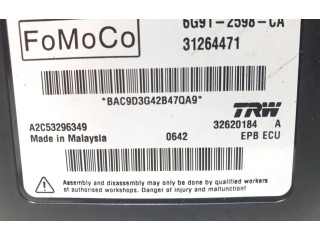 FoMoCo
6G91-2598-CA
31264471
*BAC9D3G42B47QA9*
TRW
A2C53296349
32620184 A
Made in Malaysia
0642
EPB ECU
Assembly and disassembly may only be done by qualified workers
of authorised workshops. Danger of injury and malfunction!